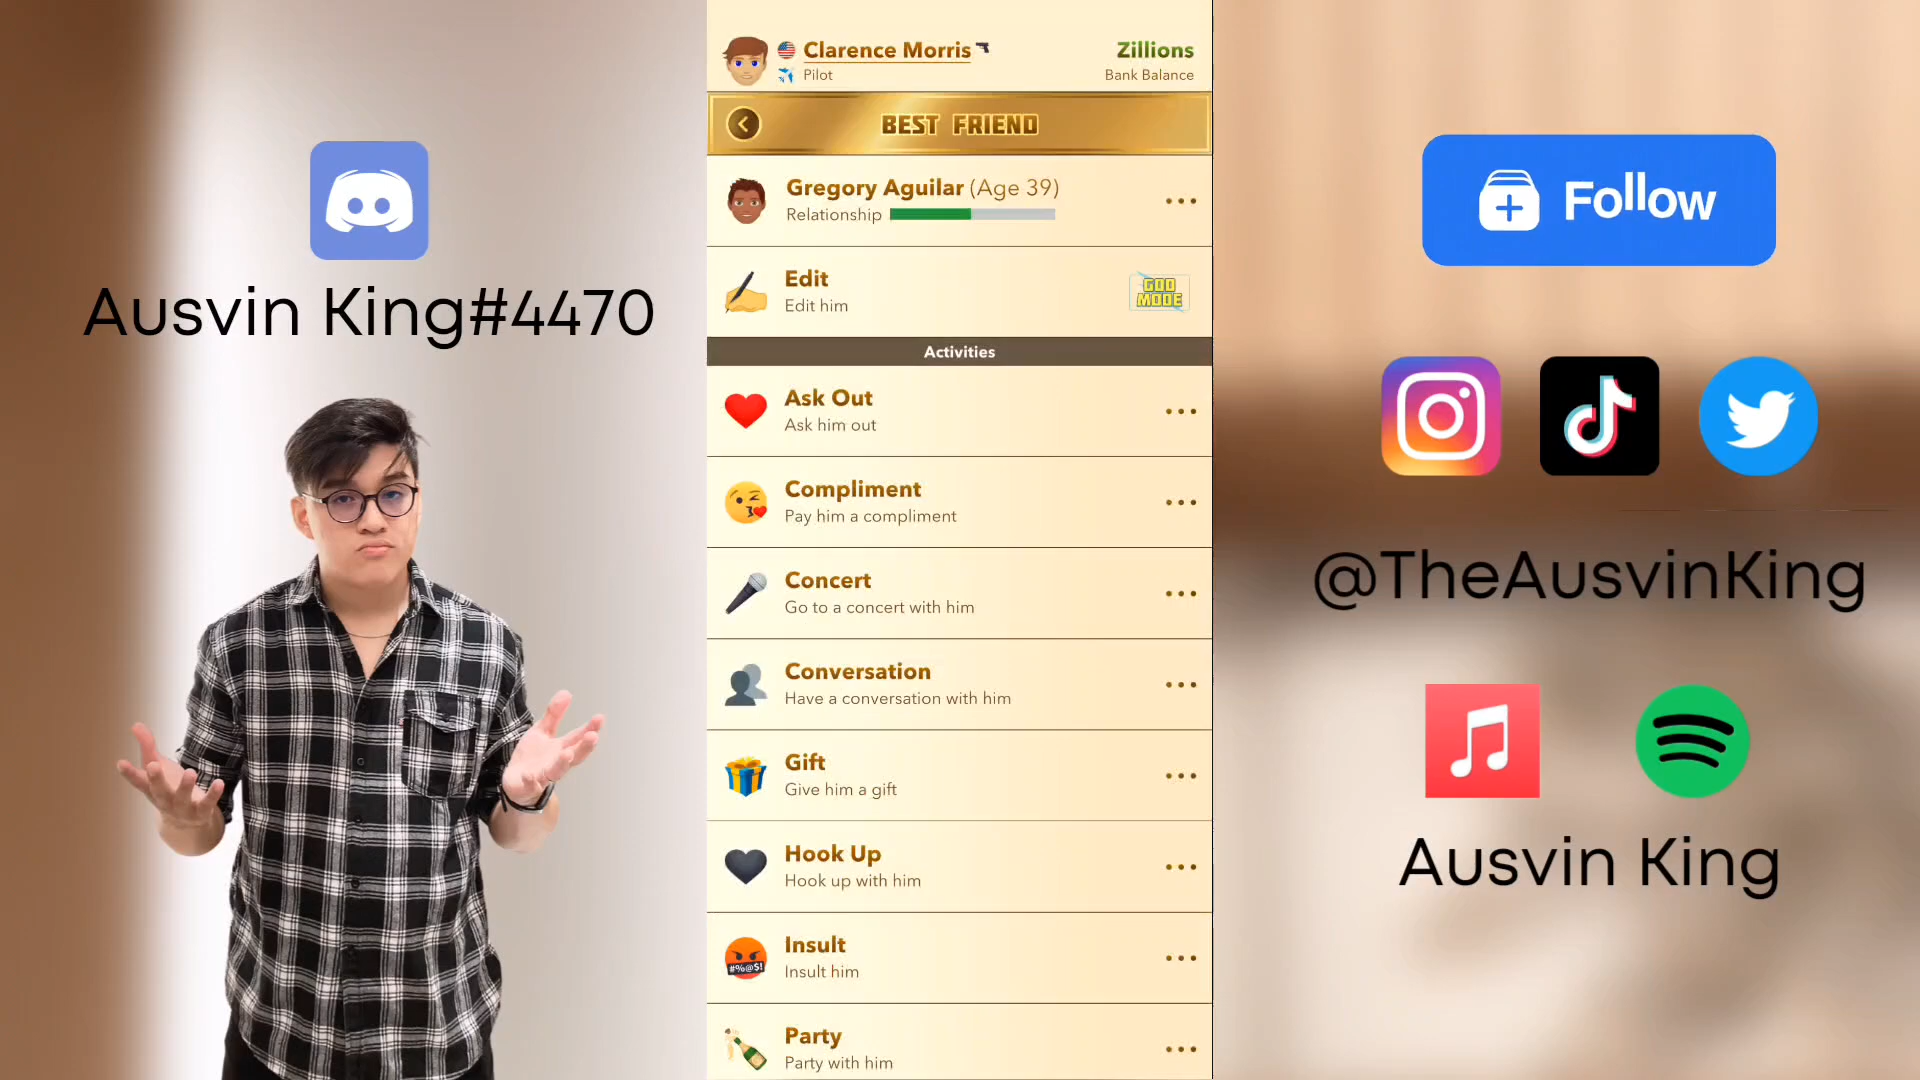 Ausvin King#4470
Clarence Morris
Pilot
Zillions
Bank Balance
BEST FRIEND
Gregory Aguilar (Age 39)
Relationship
Edit
Edit him
GOD
MODE
Activities
Ask Out
Ask him out
Compliment
Pay him a compliment
Concert
Go to a concert with him
Conversation
Have a conversation with him
Gift
Give him a gift
Hook Up
Hook up with him
#%@$!
Insult
Insult him
Party
Party with him
Follow
@TheAusvinKing
Ausvin King